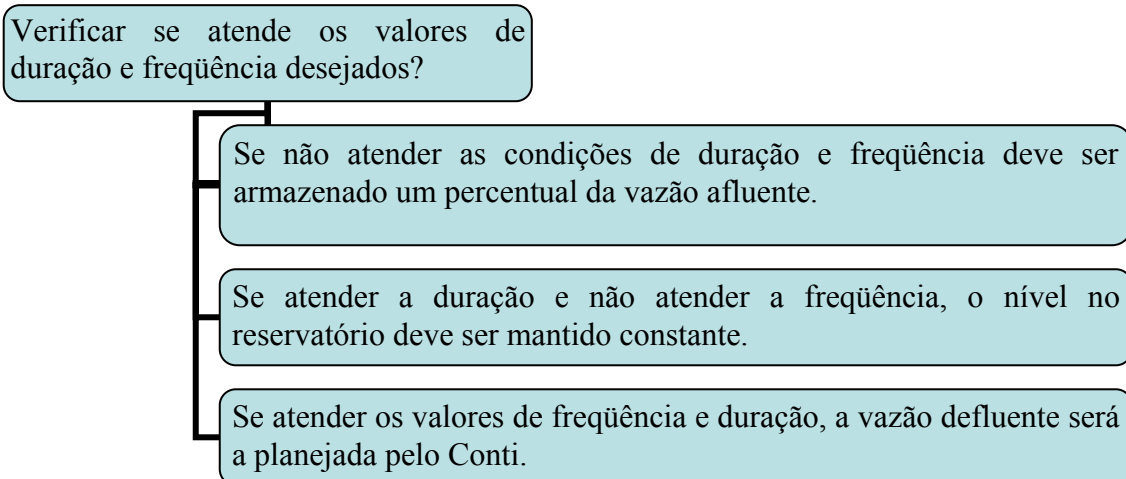 Verificar se atende os valores de
duração e freqüência desejados?
Se não atender as condições de duração e freqüência deve ser
armazenado um percentual da vazão afluente.
Se atender a duração e não atender a freqüência, o nível no
reservatório deve ser mantido constante.
Se atender os valores de freqüência e duração, a vazão defluente será
a planejada pelo Conti.